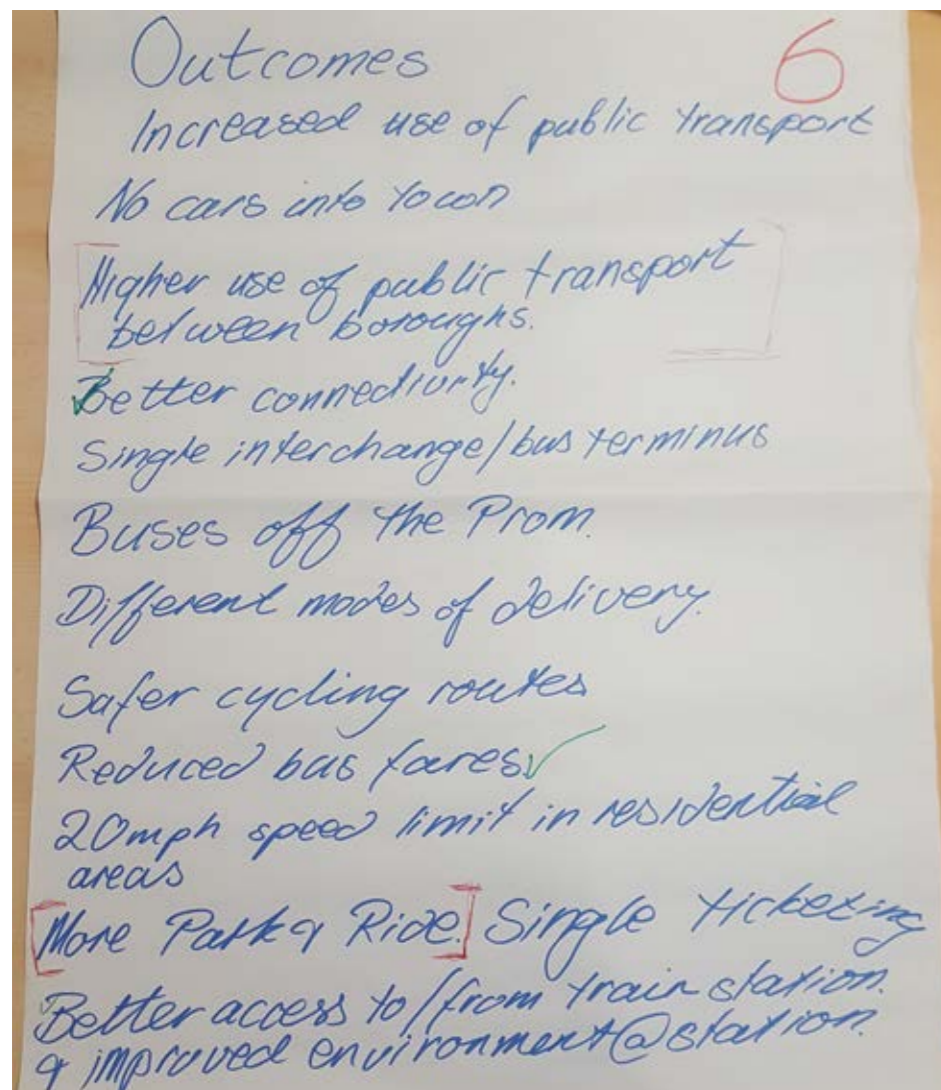 Outcomes 6
Increased use of public transport
No cars into town
Higher use of public transport
between boroughs.
Better connectivity.
Single interchange/bus terminus
Buses off the Prom.
Different modes of delivery.
Safer cycling routes
Reduced bus fares
20mph speed limit in residential
areas
More Park & Ride. Single ticketing
Better access to/from train station.
& improved environment@station.